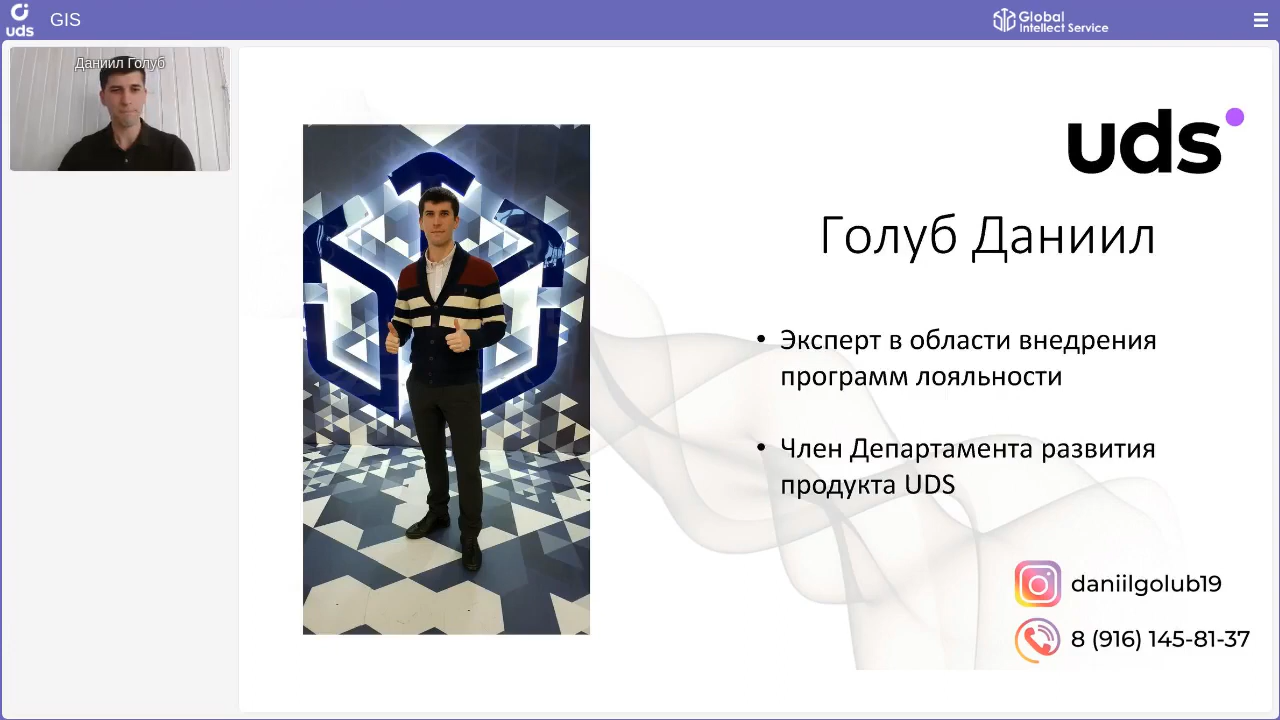 uds
GIS
Global
Intellect Service
Даниил Голуб
uds
Голуб Даниил
• Эксперт в области внедрения
программ лояльности
• Член Департамента развития
продукта UDS
daniilgolub19
8 (916) 145-81-37